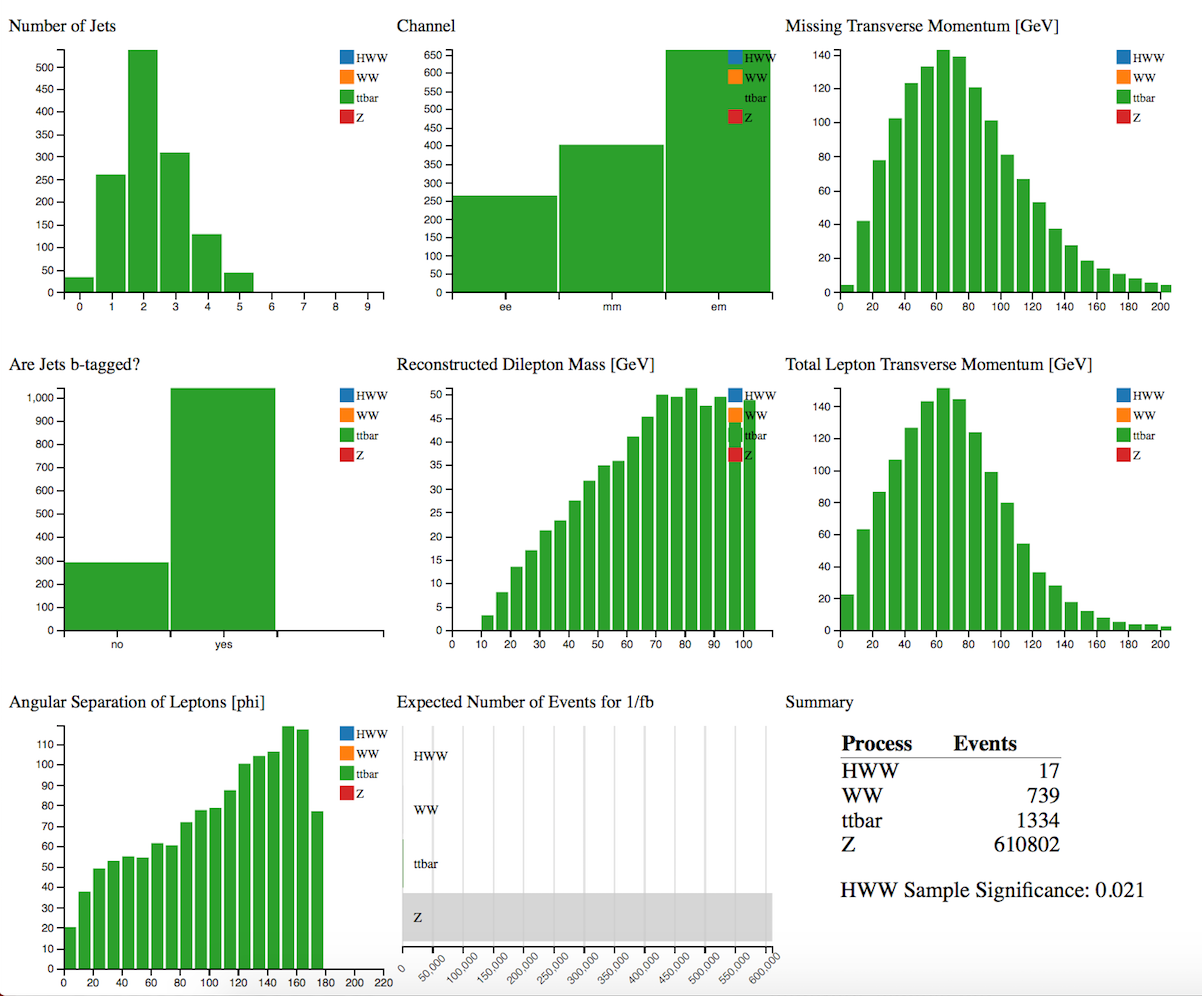 Number of Jets
500
450
400
350
300
250
200
150
100
50
0
0 1 2 3 4 5 6 7 8 9
HWW
WW
ttbar
Z
Channel
650
600
550
500
450
400
350
300
250
200
150
100
50
0
ee mm em
HWW
WW
ttbar
Z
Missing Transverse Momentum [GeV]
140
120
100
80
60
40
20
0
0 20 40 60 80 100 120 140 160 180 200
HWW
WW
ttbar
Z
Are Jets b-tagged?
1,000
900
800
700
600
500
400
300
200
100
0
no yes
HWW
WW
ttbar
Z
Reconstructed Dilepton Mass [GeV]
50
45
40
35
30
25
20
15
10
5
0
0 10 20 30 40 50 60 70 80 90 100
HWW
WW
ttbar
Z
Total Lepton Transverse Momentum [GeV]
140
120
100
80
60
40
20
0
0 20 40 60 80 100 120 140 160 180 200
HWW
WW
ttbar
Z
Angular Separation of Leptons [phi]
110
100
90
80
70
60
50
40
30
20
10
0
0 20 40 60 80 100 120 140 160 180 200 220
HWW
WW
ttbar
Z
Expected Number of Events for 1/fb
HWW
WW
ttbar
Z
0 50,000 100,000 150,000 200,000 250,000 300,000 350,000 400,000 450,000 500,000 550,000 600,000
Summary
Process Events
HWW 17
WW 739
ttbar 1334
Z 610802
HWW Sample Significance: 0.021